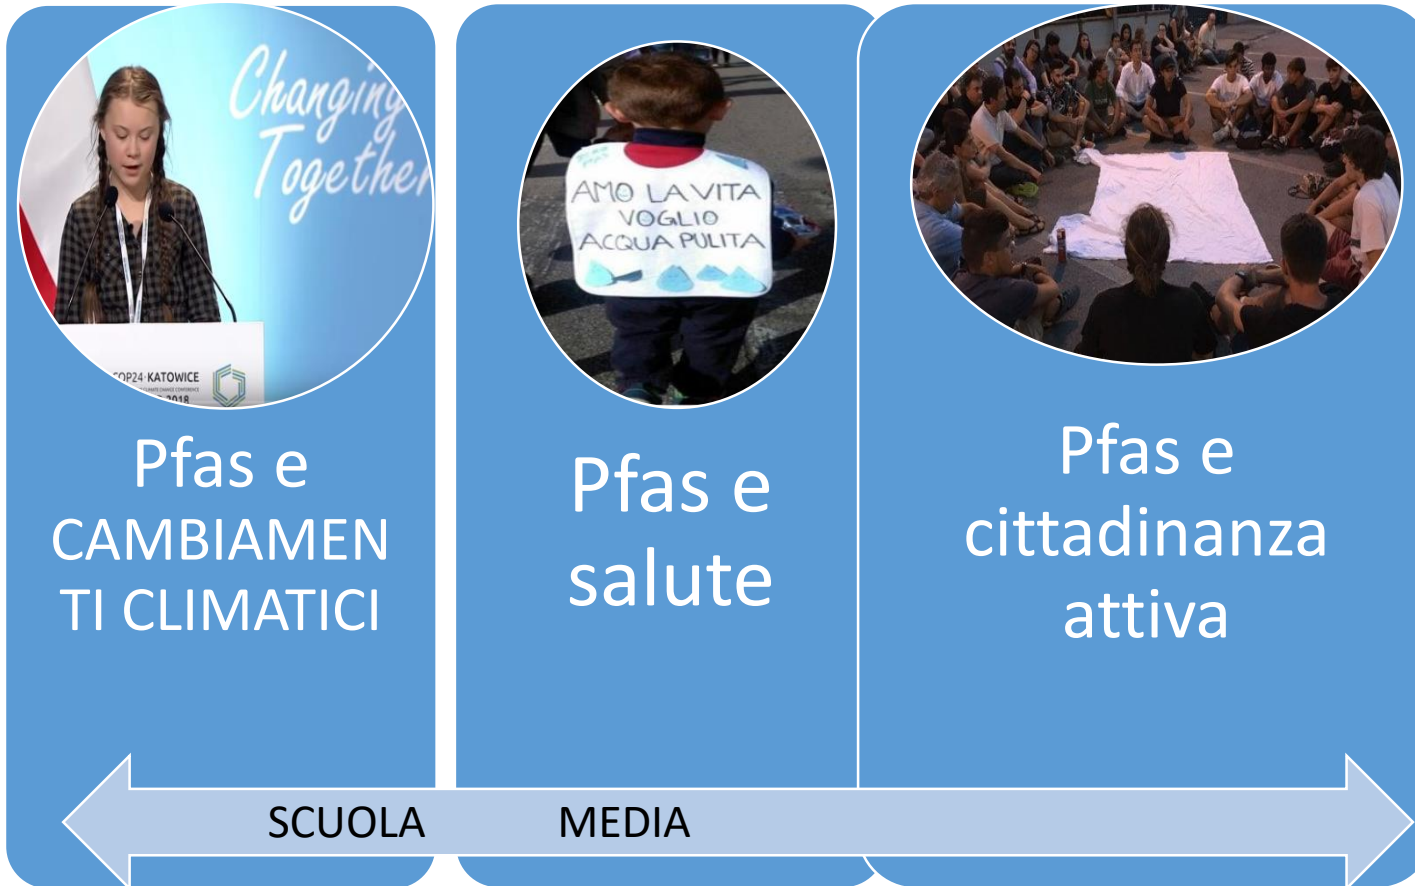 Changing
Together
COP24·KATOWICE
2018
AMO LA VITA
VOGLIO
ACQUA PULITA
Pfas e
CAMBIAMEN
TI CLIMATICI
Pfas e
salute
Pfas e
cittadinanza
attiva
SCUOLA MEDIA